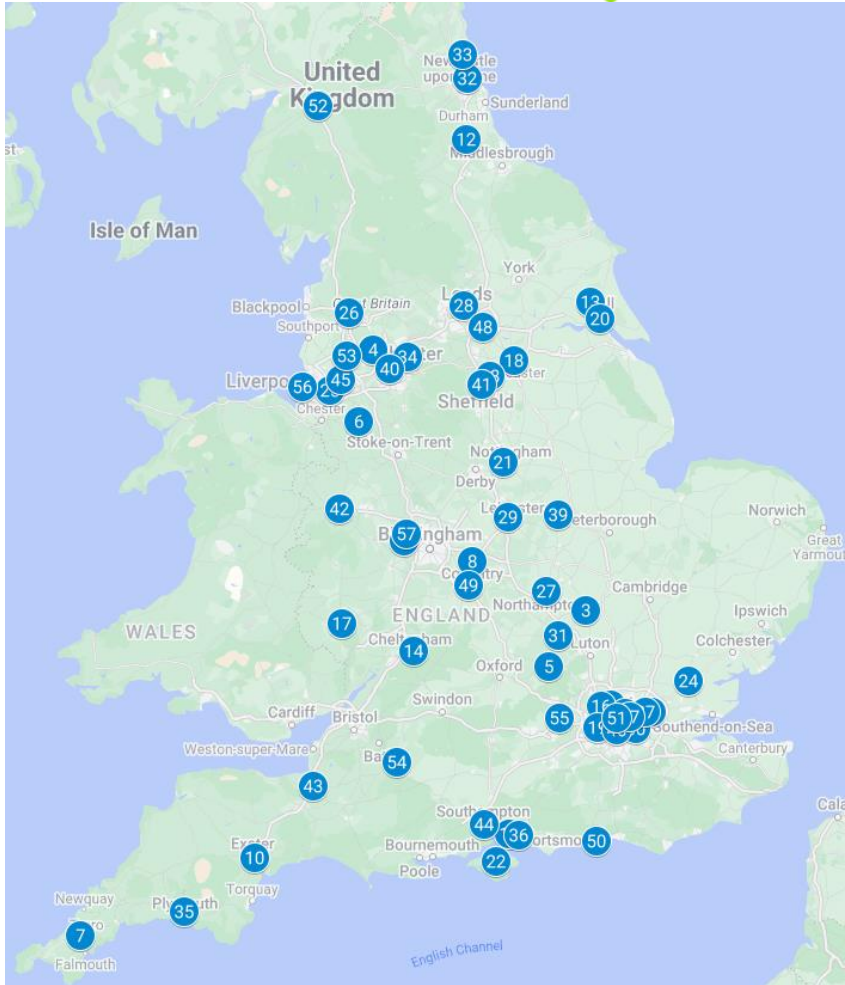 33
Newcastle
upon Tyne
32
United
Kingdom
52
Sunderland
Durham
12
Middlesbrough
Isle of Man
York
Leeds
28
13
20
Blackpool
26
Great Britain
Southport
48
53
4
34
40
18
Liverpool
45
56
41
Sheffield
Chester
6
Stoke-on-Trent
Nottingham
21
Derby
42
Leicester
29
39
Peterborough
Norwich
Great
Yarmouth
57
Birmingham
8
Coventry
49
27
Northampton
3
Cambridge
Ipswich
WALES
17
ENGLAND
Cheltenham
14
31
Luton
Colchester
5
Oxford
24
Cardiff
Swindon
55
16
51
19
Southend-on-Sea
Bristol
Weston-super-Mare
Canterbury
54
43
Southampton
44
36
Portsmouth
50
Exeter
10
Bournemouth
Poole
22
Torquay
Newquay
Plymouth
35
7
Truro
Falmouth
English Channel